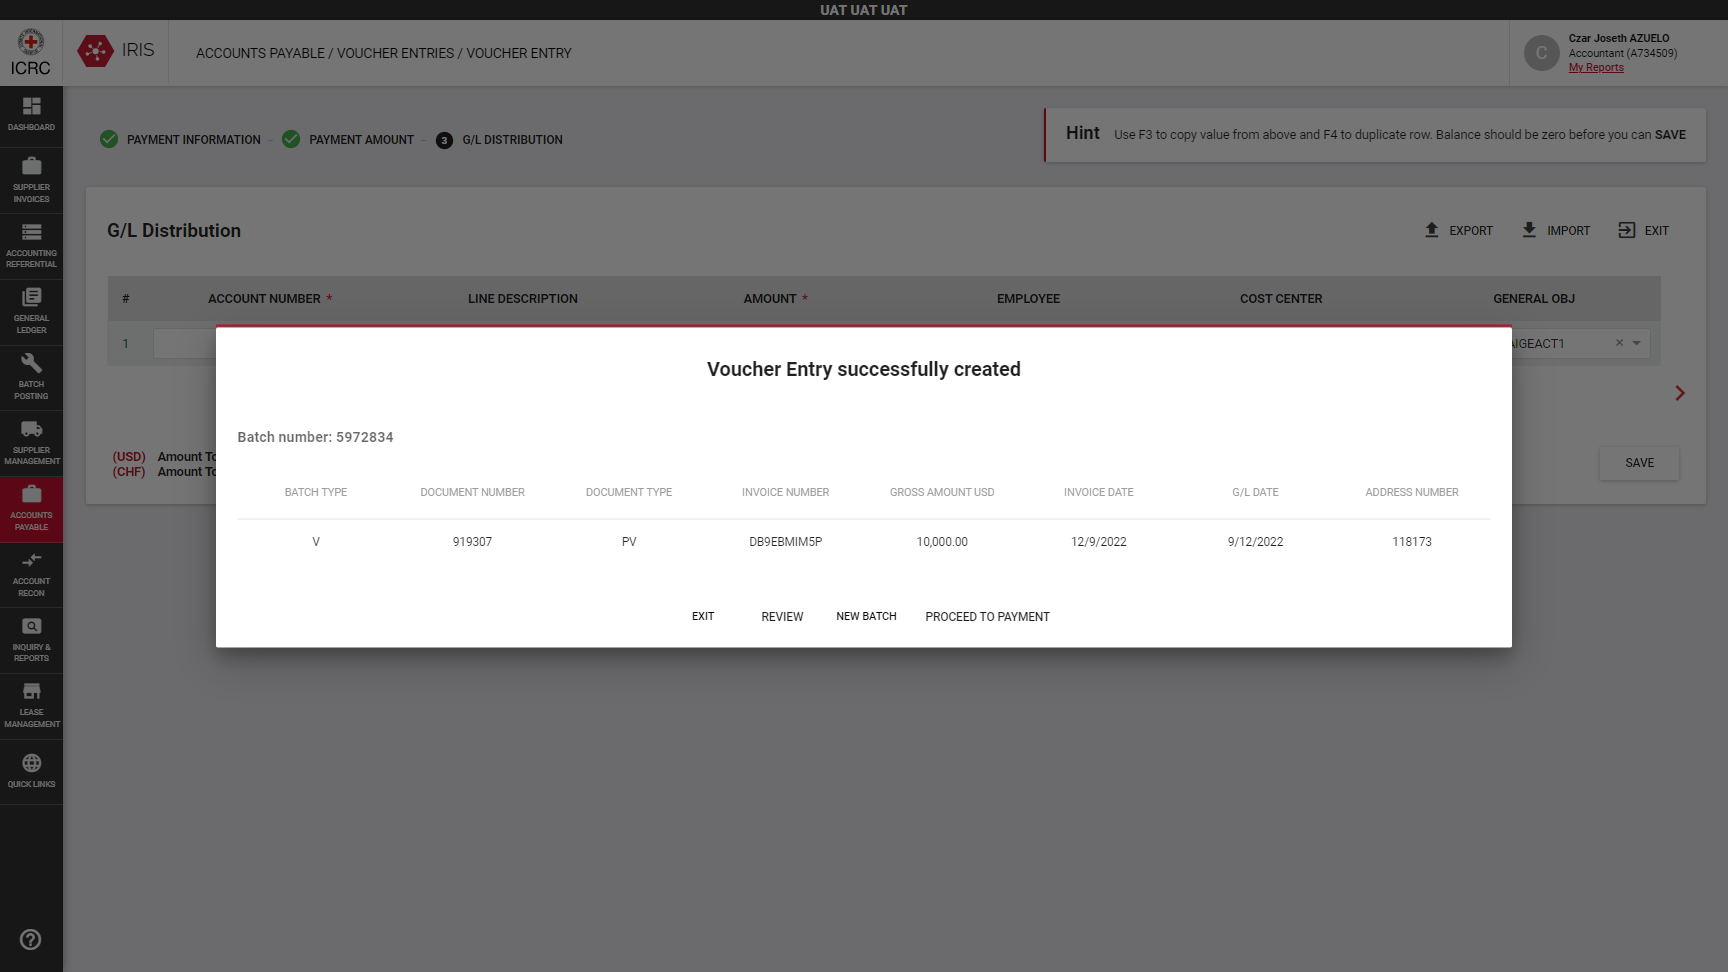 UAT UAT UAT
ICRC
IRIS
ACCOUNTS PAYABLE / VOUCHER ENTRIES / VOUCHER ENTRY
C
Czar Joseth AZUELO
Accountant (A734509)
My Reports
DASHBOARD
SUPPLIER
INVOICES
ACCOUNTING
REFERENTIAL
GENERAL
LEDGER
BATCH
POSTING
SUPPLIER
MANAGEMENT
ACCOUNTS
PAYABLE
ACCOUNT
RECON
INQUIRY &
REPORTS
LEASE
MANAGEMENT
QUICK LINKS
PAYMENT INFORMATION
PAYMENT AMOUNT
3 G/L DISTRIBUTION
Hint Use F3 to copy value from above and F4 to duplicate row. Balance should be zero before you can SAVE
G/L Distribution
EXPORT
IMPORT
EXIT
# ACCOUNT NUMBER * LINE DESCRIPTION AMOUNT * EMPLOYEE COST CENTER GENERAL OBJ
1
AIGEACT1
Voucher Entry successfully created
Batch number: 5972834
BATCH TYPE DOCUMENT NUMBER DOCUMENT TYPE INVOICE NUMBER GROSS AMOUNT USD INVOICE DATE G/L DATE ADDRESS NUMBER
V 919307 PV DB9EBMIM5P 10,000.00 12/9/2022 9/12/2022 118173
EXIT REVIEW NEW BATCH PROCEED TO PAYMENT
(USD) Amount
(CHF) Amount
SAVE